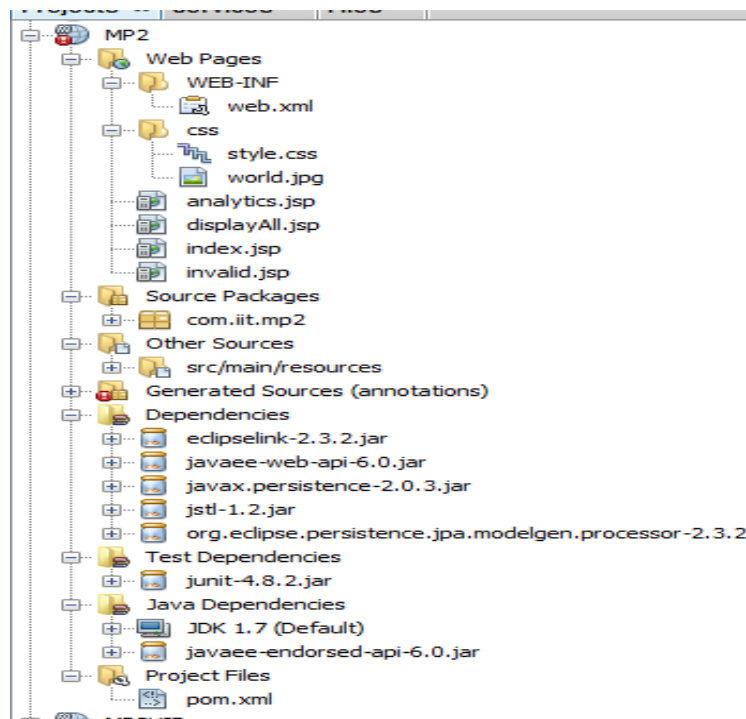 Projects Services Files
MP2
Web Pages
WEB-INF
web.xml
css
style.css
world.jpg
analytics.jsp
displayAll.jsp
index.jsp
invalid.jsp
Source Packages
com.iit.mp2
Other Sources
src/main/resources
Generated Sources (annotations)
Dependencies
eclipselink-2.3.2.jar
javaee-web-api-6.0.jar
javax.persistence-2.0.3.jar
jstl-1.2.jar
org.eclipse.persistence.jpa.modelgen.processor-2.3.2
Test Dependencies
junit-4.8.2.jar
Java Dependencies
JDK 1.7 (Default)
javaee-endorsed-api-6.0.jar
Project Files
pom.xml